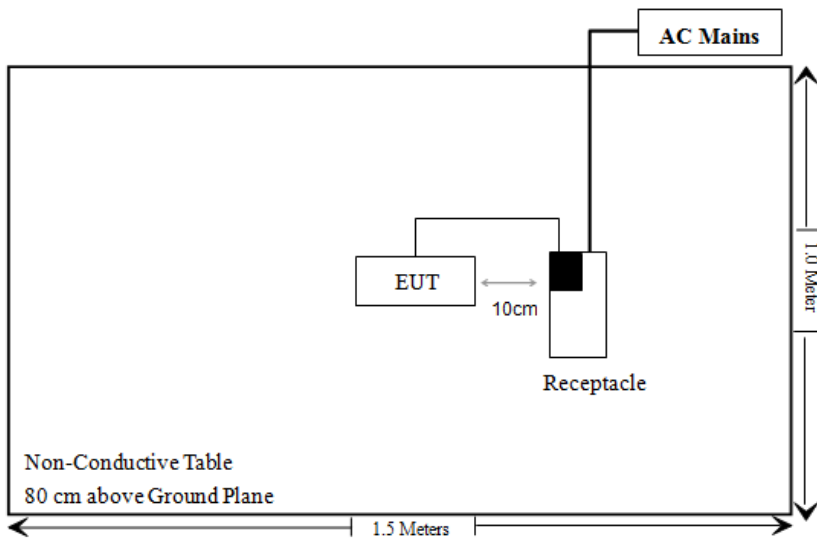 AC Mains
EUT
10cm
Receptacle
1.0 Meter
Non-Conductive Table
80 cm above Ground Plane
1.5 Meters